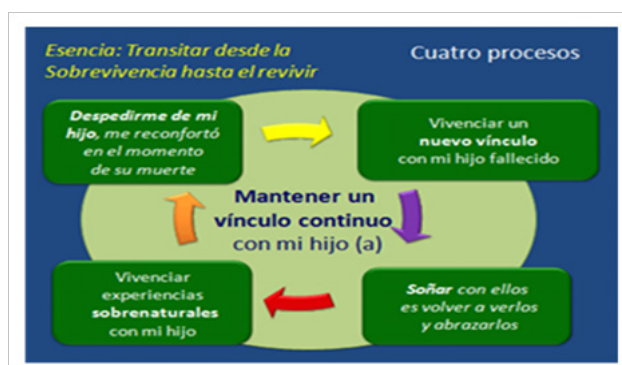 Esencia: Transitar desde la
Sobrevivencia hasta el revivir
Cuatro procesos
Despedirme de mi
hijo, me reconfortó
en el momento
de su muerte
Vivenciar un
nuevo vínculo
con mi hijo fallecido
Mantener un
vínculo continuo
con mi hijo (a)
Vivenciar
experiencias
sobrenaturales
con mi hijo
Soñar con ellos
es volver a verlos
y abrazarlos